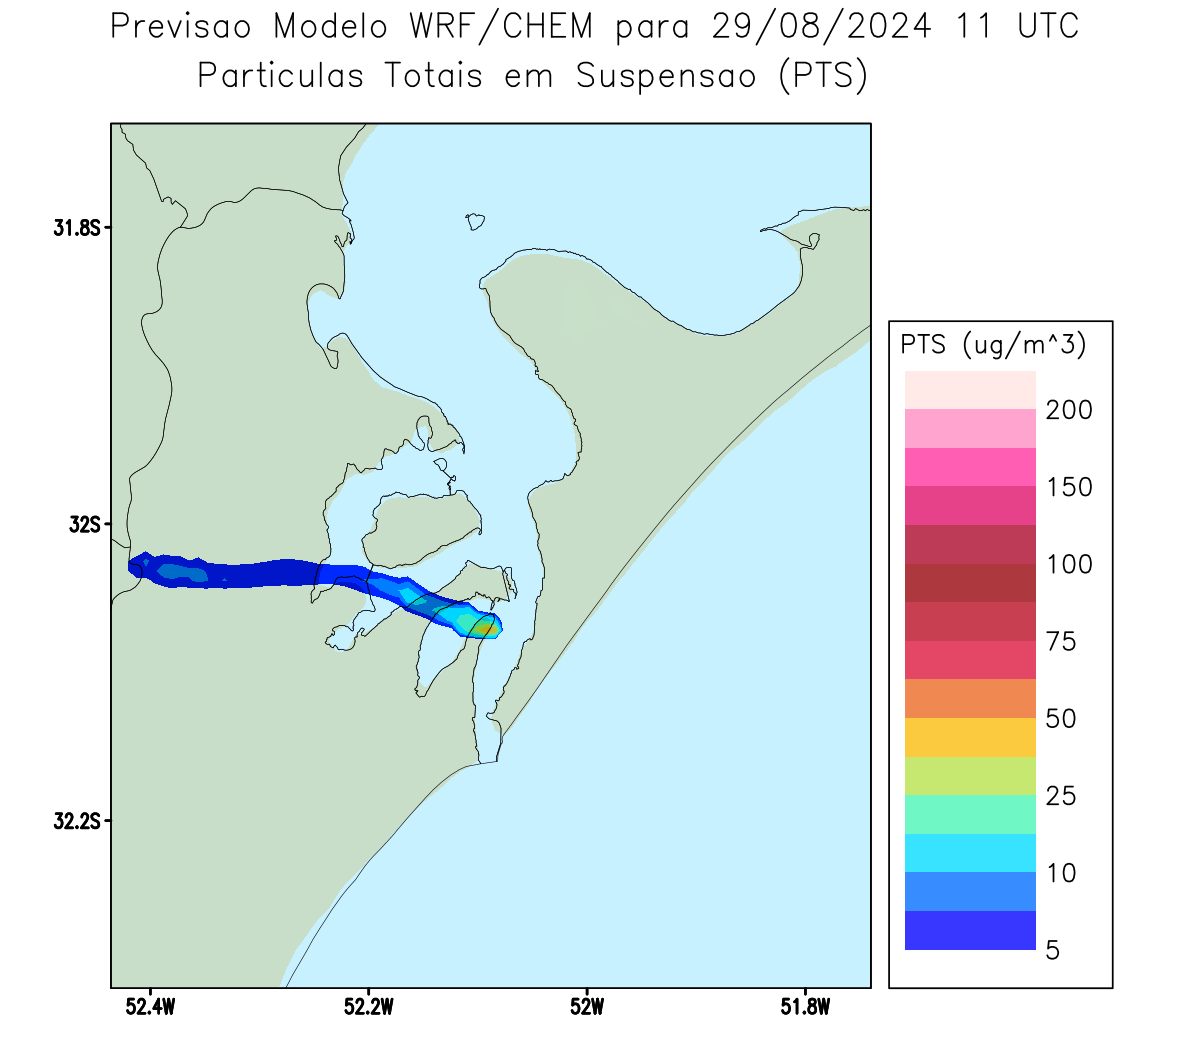 Previsao Modelo WRF/CHEM para 29/08/2024 11 UTC
Particulas Totais em Suspensao (PTS)
31.8S
32S
32.2S
52.4W
52.2W
52W
51.8W
PTS (ug/m^3)
200
150
100
75
50
25
10
5